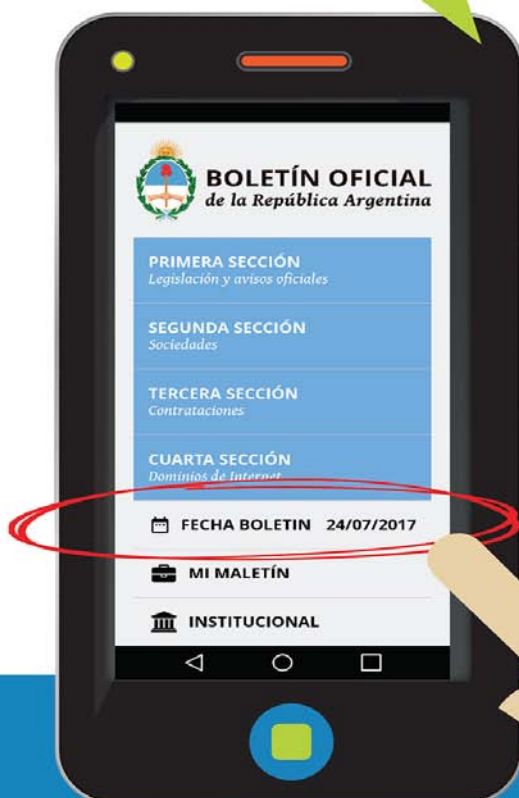 BOLETÍN OFICIAL
de la República Argentina
PRIMERA SECCIÓN
Legislación y avisos oficiales
SEGUNDA SECCIÓN
Sociedades
TERCERA SECCIÓN
Contrataciones
CUARTA SECCIÓN
Dominios de Internet
FECHA BOLETIN 24/07/2017
MI MALETÍN
INSTITUCIONAL